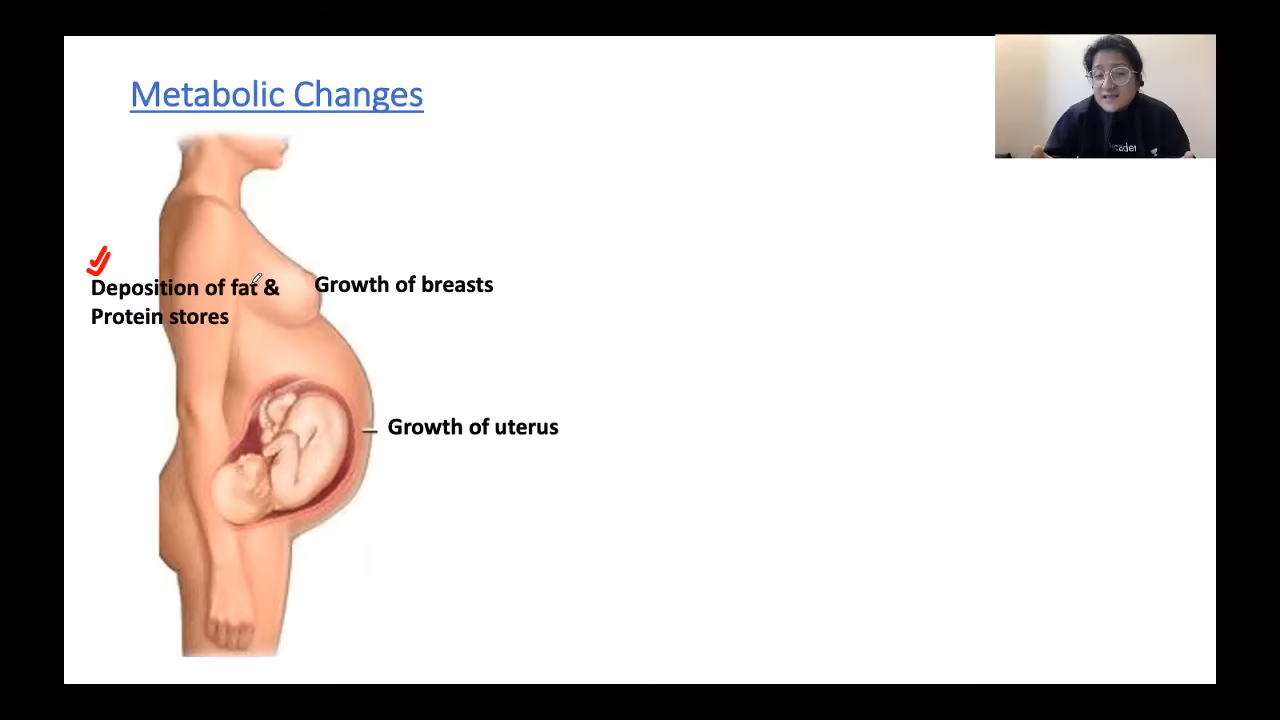 Metabolic Changes
Deposition of fat &
Protein stores
Growth of breasts
Growth of uterus